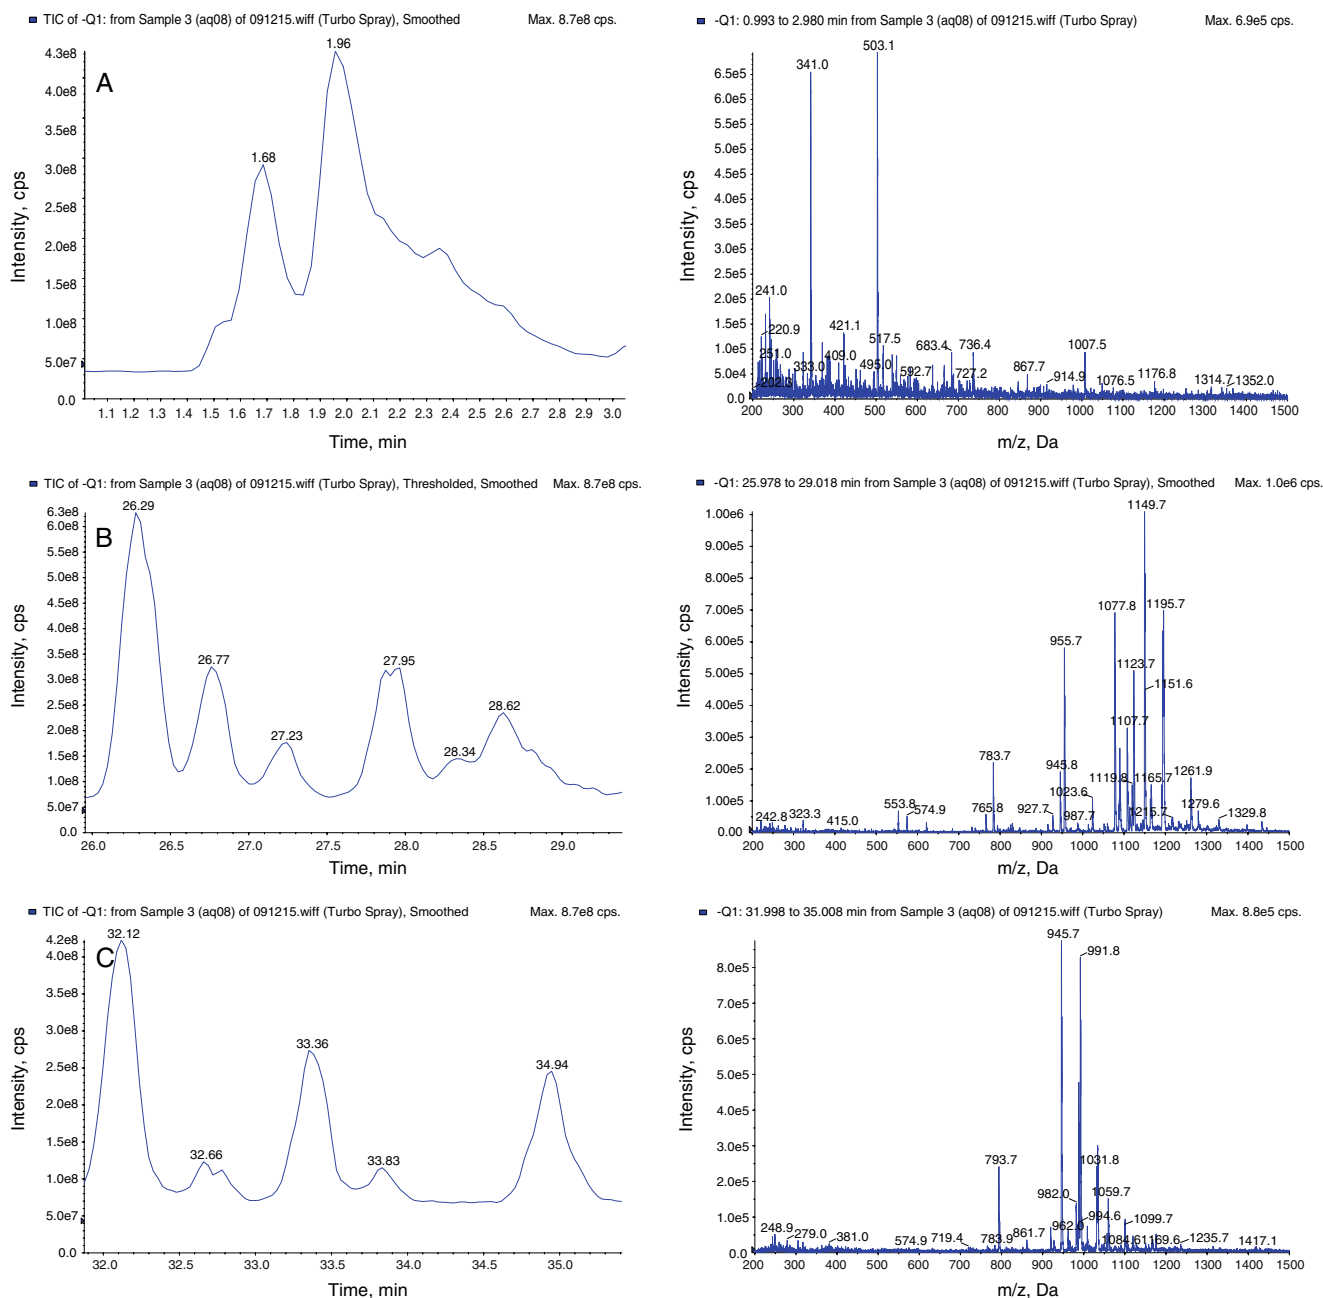 TIC of -Q1: from Sample 3 (aq08) of 091215.wiff (Turbo Spray), Smoothed Max. 8.7e8 cps.
A
4.3e8
4.0e8
3.5e8
3.0e8
2.5e8
2.0e8
1.5e8
1.0e8
5.0e7
0.0
1.68
1.96
Intensity, cps
1.1 1.2 1.3 1.4 1.5 1.6 1.7 1.8 1.9 2.0 2.1 2.2 2.3 2.4 2.5 2.6 2.7 2.8 2.9 3.0
Time, min
-Q1: 0.993 to 2.980 min from Sample 3 (aq08) of 091215.wiff (Turbo Spray) Max. 6.9e5 cps.
6.5e5
6.0e5
5.5e5
5.0e5
4.5e5
4.0e5
3.5e5
3.0e5
2.5e5
2.0e5
1.5e5
1.0e5
5.0e4
0.0
503.1
341.0
241.0
220.9
421.1
517.5
251.0
409.0
333.0
495.0
683.4
736.4
1007.5
592.7
727.2
867.7
914.9
1076.5
1176.8
1314.7
1352.0
Intensity, cps
200 300 400 500 600 700 800 900 1000 1100 1200 1300 1400 1500
m/z, Da
TIC of -Q1: from Sample 3 (aq08) of 091215.wiff (Turbo Spray), Thresholded, Smoothed Max. 8.7e8 cps.
B
6.3e8
6.0e8
5.5e8
5.0e8
4.5e8
4.0e8
3.5e8
3.0e8
2.5e8
2.0e8
1.5e8
1.0e8
5.0e7
0.0
26.29
26.77
27.23
27.95
28.34
28.62
Intensity, cps
26.0 26.5 27.0 27.5 28.0 28.5 29.0
Time, min
-Q1: 25.978 to 29.018 min from Sample 3 (aq08) of 091215.wiff (Turbo Spray), Smoothed Max. 1.0e6 cps.
1.00e6
9.00e5
8.00e5
7.00e5
6.00e5
5.00e5
4.00e5
3.00e5
2.00e5
1.00e5
0.00
1149.7
1077.8
1195.7
955.7
1123.7
1151.6
1107.7
783.7
945.8
1119.8
1165.7
1261.9
1023.6
553.8
574.9
765.8
927.7
987.7
1215.7
1279.6
1329.8
242.8
323.3
415.0
Intensity, cps
200 300 400 500 600 700 800 900 1000 1100 1200 1300 1400 1500
m/z, Da
TIC of -Q1: from Sample 3 (aq08) of 091215.wiff (Turbo Spray), Smoothed Max. 8.7e8 cps.
C
4.2e8
4.0e8
3.5e8
3.0e8
2.5e8
2.0e8
1.5e8
1.0e8
5.0e7
0.0
32.12
32.66
33.36
33.83
34.94
Intensity, cps
32.0 32.5 33.0 33.5 34.0 34.5 35.0
Time, min
-Q1: 31.998 to 35.008 min from Sample 3 (aq08) of 091215.wiff (Turbo Spray) Max. 8.8e5 cps.
8.0e5
7.0e5
6.0e5
5.0e5
4.0e5
3.0e5
2.0e5
1.0e5
0.0
945.7
991.8
793.7
1031.8
982.0
1059.7
962.0
994.6
1099.7
248.9
279.0
381.0
574.9
719.4
783.9
861.7
1169.6
1235.7
1417.1
Intensity, cps
200 300 400 500 600 700 800 900 1000 1100 1200 1300 1400 1500
m/z, Da